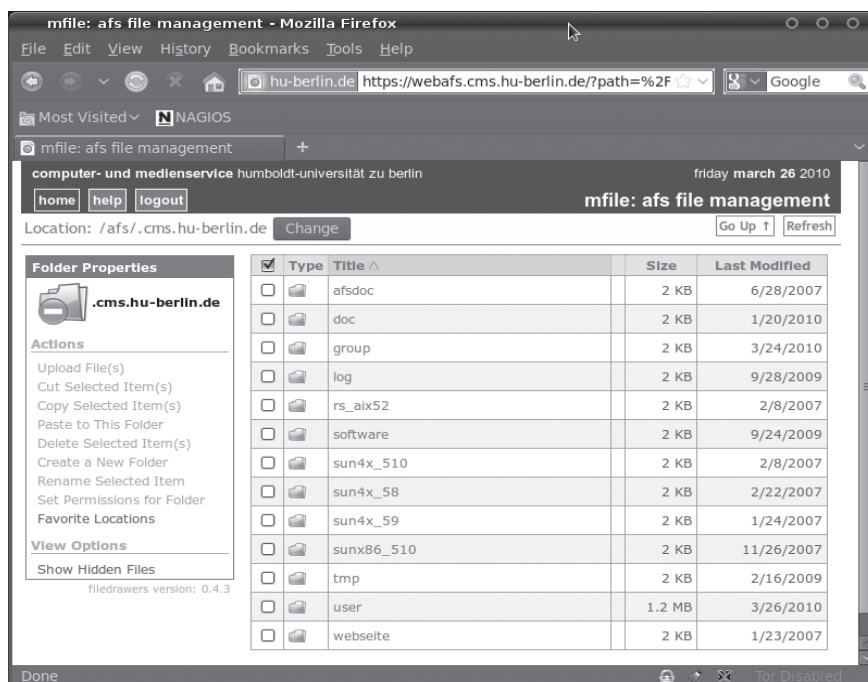 mfile: afs file management - Mozilla Firefox
File Edit View History Bookmarks Tools Help
hu-berlin.de https://webafs.cms.hu-berlin.de/?path=%2F Google
Most Visited NAGIOS
mfile: afs file management +
computer- und medienservice humboldt-universität zu berlin friday march 26 2010
home help logout mfile: afs file management
Location: /afs/.cms.hu-berlin.de Change Go Up ↑ Refresh
Folder Properties
.cms.hu-berlin.de
Actions
Upload File(s)
Cut Selected Item(s)
Copy Selected Item(s)
Paste to This Folder
Delete Selected Item(s)
Create a New Folder
Rename Selected Item
Set Permissions for Folder
Favorite Locations
View Options
Show Hidden Files
filedrawers version: 0.4.3
Type Title Size Last Modified
afsdoc 2 KB 6/28/2007
doc 2 KB 1/20/2010
group 2 KB 3/24/2010
log 2 KB 9/28/2009
rs_aix52 2 KB 2/8/2007
software 2 KB 9/24/2009
sun4x_510 2 KB 2/8/2007
sun4x_58 2 KB 2/22/2007
sun4x_59 2 KB 1/24/2007
sunx86_510 2 KB 11/26/2007
tmp 2 KB 2/16/2009
user 1.2 MB 3/26/2010
webseite 2 KB 1/23/2007
Done Tor Disabled